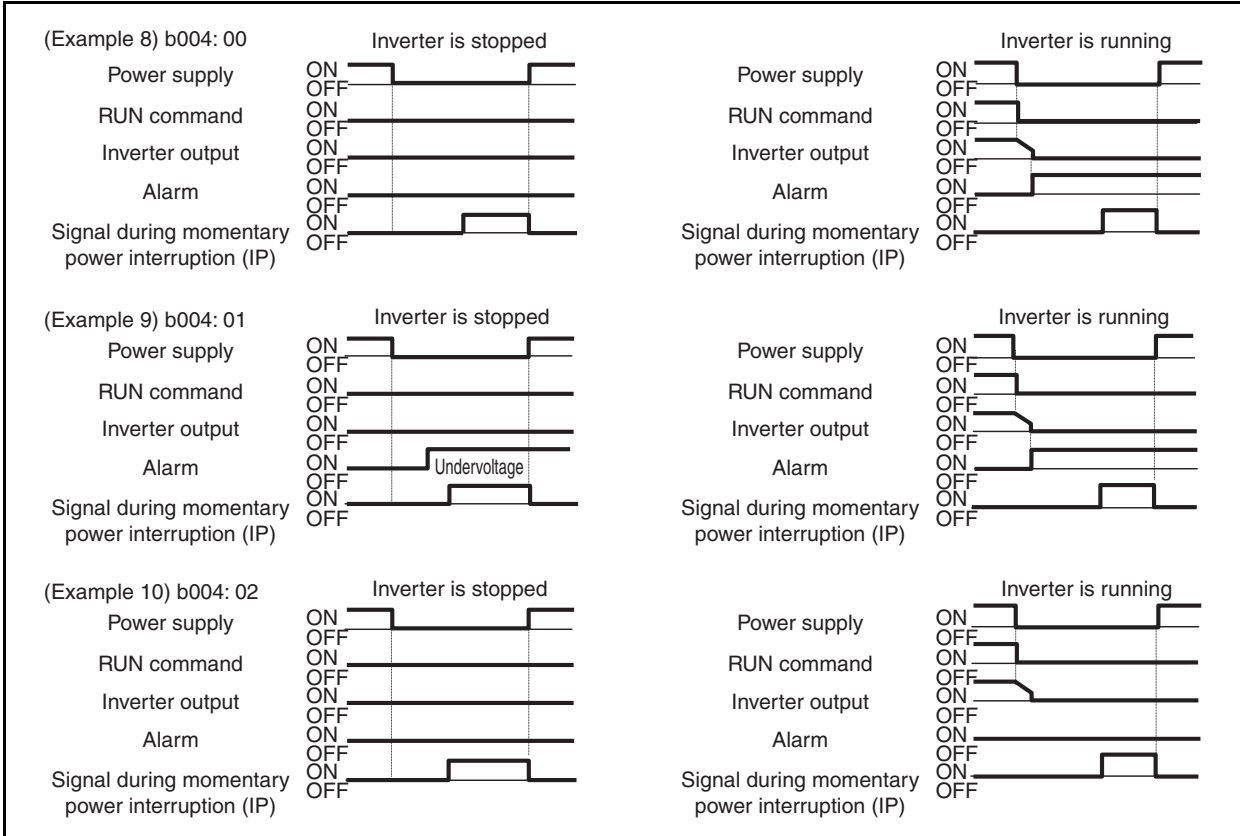 (Example 8) b004: 00
Inverter is stopped
Inverter is running
Power supply
ON
OFF
RUN command
ON
OFF
Inverter output
ON
OFF
Alarm
ON
OFF
Signal during momentary
power interruption (IP)
ON
OFF
Power supply
ON
OFF
RUN command
ON
OFF
Inverter output
ON
OFF
Alarm
ON
OFF
Signal during momentary
power interruption (IP)
ON
OFF
(Example 9) b004: 01
Inverter is stopped
Inverter is running
Power supply
ON
OFF
RUN command
ON
OFF
Inverter output
ON
OFF
Alarm
ON
OFF
Undervoltage
Signal during momentary
power interruption (IP)
ON
OFF
Power supply
ON
OFF
RUN command
ON
OFF
Inverter output
ON
OFF
Alarm
ON
OFF
Signal during momentary
power interruption (IP)
ON
OFF
(Example 10) b004: 02
Inverter is stopped
Inverter is running
Power supply
ON
OFF
RUN command
ON
OFF
Inverter output
ON
OFF
Alarm
ON
OFF
Signal during momentary
power interruption (IP)
ON
OFF
Power supply
ON
OFF
RUN command
ON
OFF
Inverter output
ON
OFF
Alarm
ON
OFF
Signal during momentary
power interruption (IP)
ON
OFF